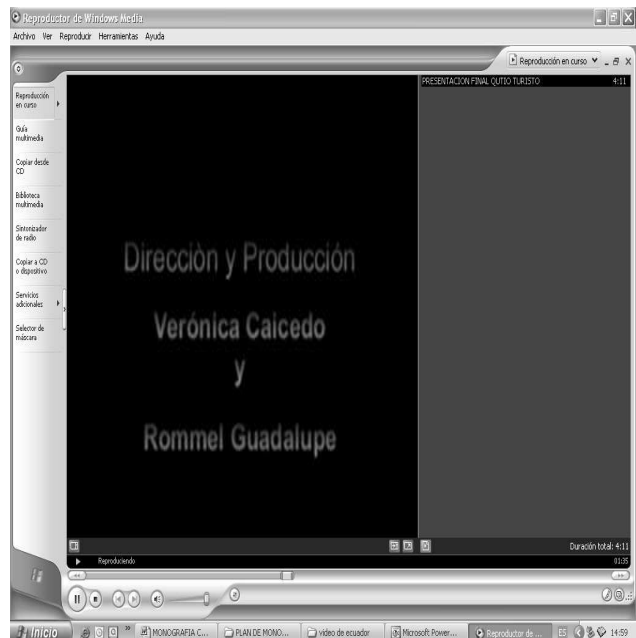 Reproductor de Windows Media
Archivo Ver Reproducir Herramientas Ayuda
Reproducción en curso
Reproducción
en curso
Guía
multimedia
Copiar desde
CD
Biblioteca
multimedia
Sintonizador
de radio
Copiar a CD
o dispositivo
Servicios
adicionales
Selector de
máscara
PRESENTACION FINAL QUTIO TURISTO 4:11
Direcciòn y Producción
Verónica Caicedo
y
Rommel Guadalupe
Duración total: 4:11
Reproduciendo 01:35
Inicio » MONOGRAFIA C... PLAN DE MONO... video de ecuador Microsoft Power... Reproductor de ... ES 14:59